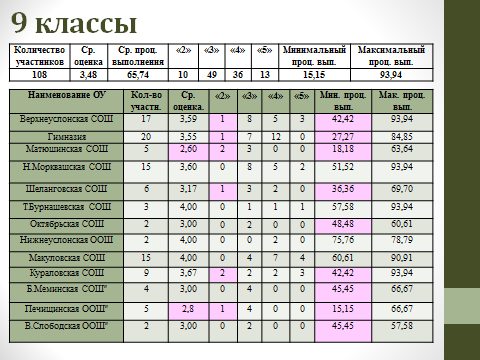 9 классы
Количество участников Ср. оценка Ср. проц. выполнения «2» «3» «4» «5» Минимальный проц. вып. Максимальный проц. вып.
108 3,48 65,74 10 49 36 13 15,15 93,94
Наименование ОУ Кол-во участн. Ср. оценка. «2» «3» «4» «5» Мин. проц. вып. Мак. проц. вып.
Верхнеуслонская СОШ 17 3,59 1 8 5 3 42,42 93,94
Гимназия 20 3,55 1 7 12 0 27,27 84,85
Матюшинская СОШ 5 2,60 2 3 0 0 18,18 63,64
Н.Моркващская СОШ 15 3,60 0 8 5 2 51,52 93,94
Шеланговская СОШ 6 3,17 1 3 2 0 36,36 69,70
Т.Бурнашевская СОШ 3 4,00 0 1 1 1 57,58 93,94
Октябрьская СОШ 2 3,00 0 2 0 0 48,48 60,61
Нижнеуслонская ООШ 2 4,00 0 0 2 0 75,76 78,79
Макуловская СОШ 15 4,00 0 4 7 4 60,61 90,91
Кураловская СОШ 9 3,67 2 2 2 3 42,42 93,94
Б.Меминская СОШ" 4 3,00 0 4 0 0 45,45 66,67
Печищинская ООШ" 5 2,8 1 4 0 0 15,15 66,67
В.Слободская ООШ" 2 3,00 0 2 0 0 45,45 57,58